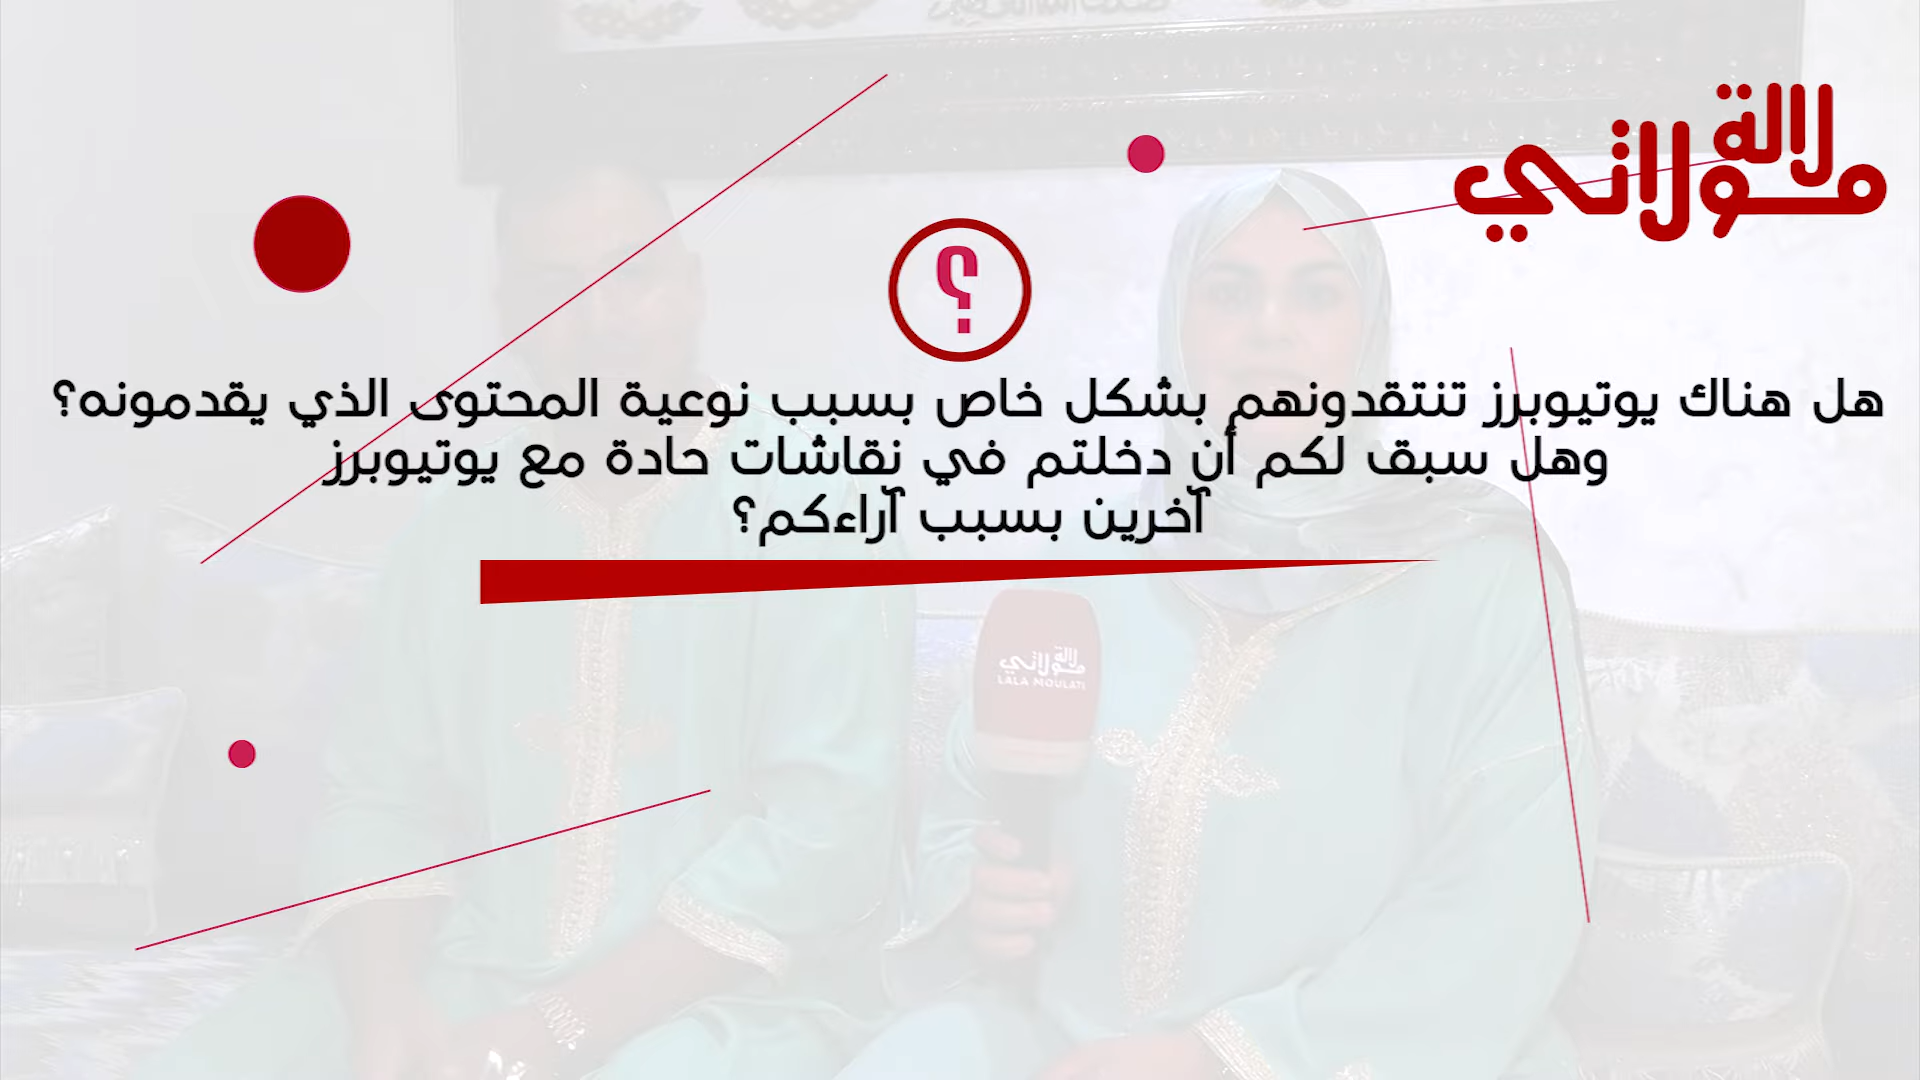 لالة
مولاتي
؟
هل هناك يوتيوبرز تنتقدونهم بشكل خاص بسبب نوعية المحتوى الذي يقدمونه؟
وهل سبق لكم أن دخلتم في نقاشات حادة مع يوتيوبرز
آخرين بسبب آراءكم؟
لالة
مولاتي
LALA MOULATI